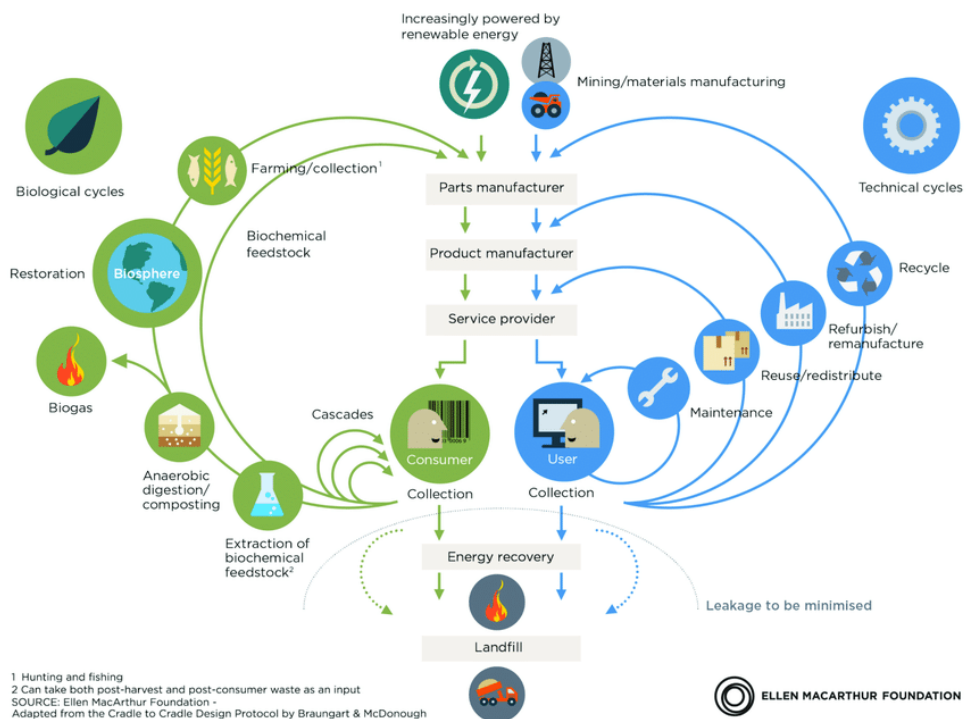 Increasingly powered by
renewable energy
Mining/materials manufacturing
Biological cycles
Technical cycles
Farming/collection¹
Parts manufacturer
Biochemical
feedstock
Product manufacturer
Restoration
Biosphere
Recycle
Service provider
Refurbish/
remanufacture
Biogas
Reuse/redistribute
Cascades
Maintenance
Consumer
User
Anaerobic
digestion/
composting
Collection
Collection
Extraction of
biochemical
feedstock²
Energy recovery
Leakage to be minimised
Landfill
1 Hunting and fishing
2 Can take both post-harvest and post-consumer waste as an input
SOURCE: Ellen MacArthur Foundation -
Adapted from the Cradle to Cradle Design Protocol by Braungart & McDonough
ELLEN MACARTHUR FOUNDATION